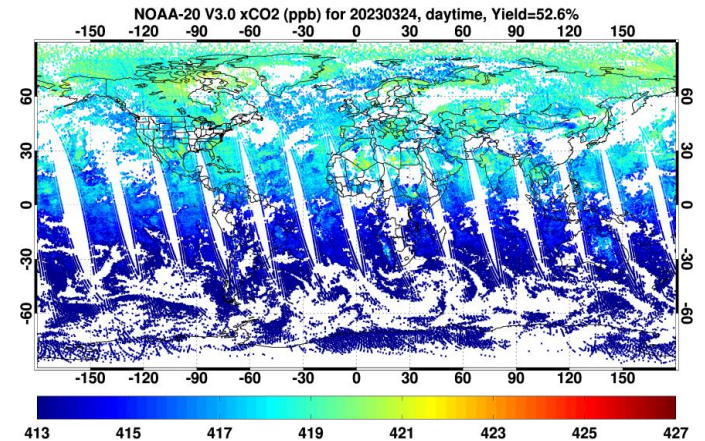 NOAA-20 V3.0 xCO2 (ppb) for 20230324, daytime, Yield=52.6%
-150 -120 -90 -60 -30 0 30 60 90 120 150
60 60
30 30
0 0
-30 -30
-60 -60
-150 -120 -90 -60 -30 0 30 60 90 120 150
413 415 417 419 421 423 425 427